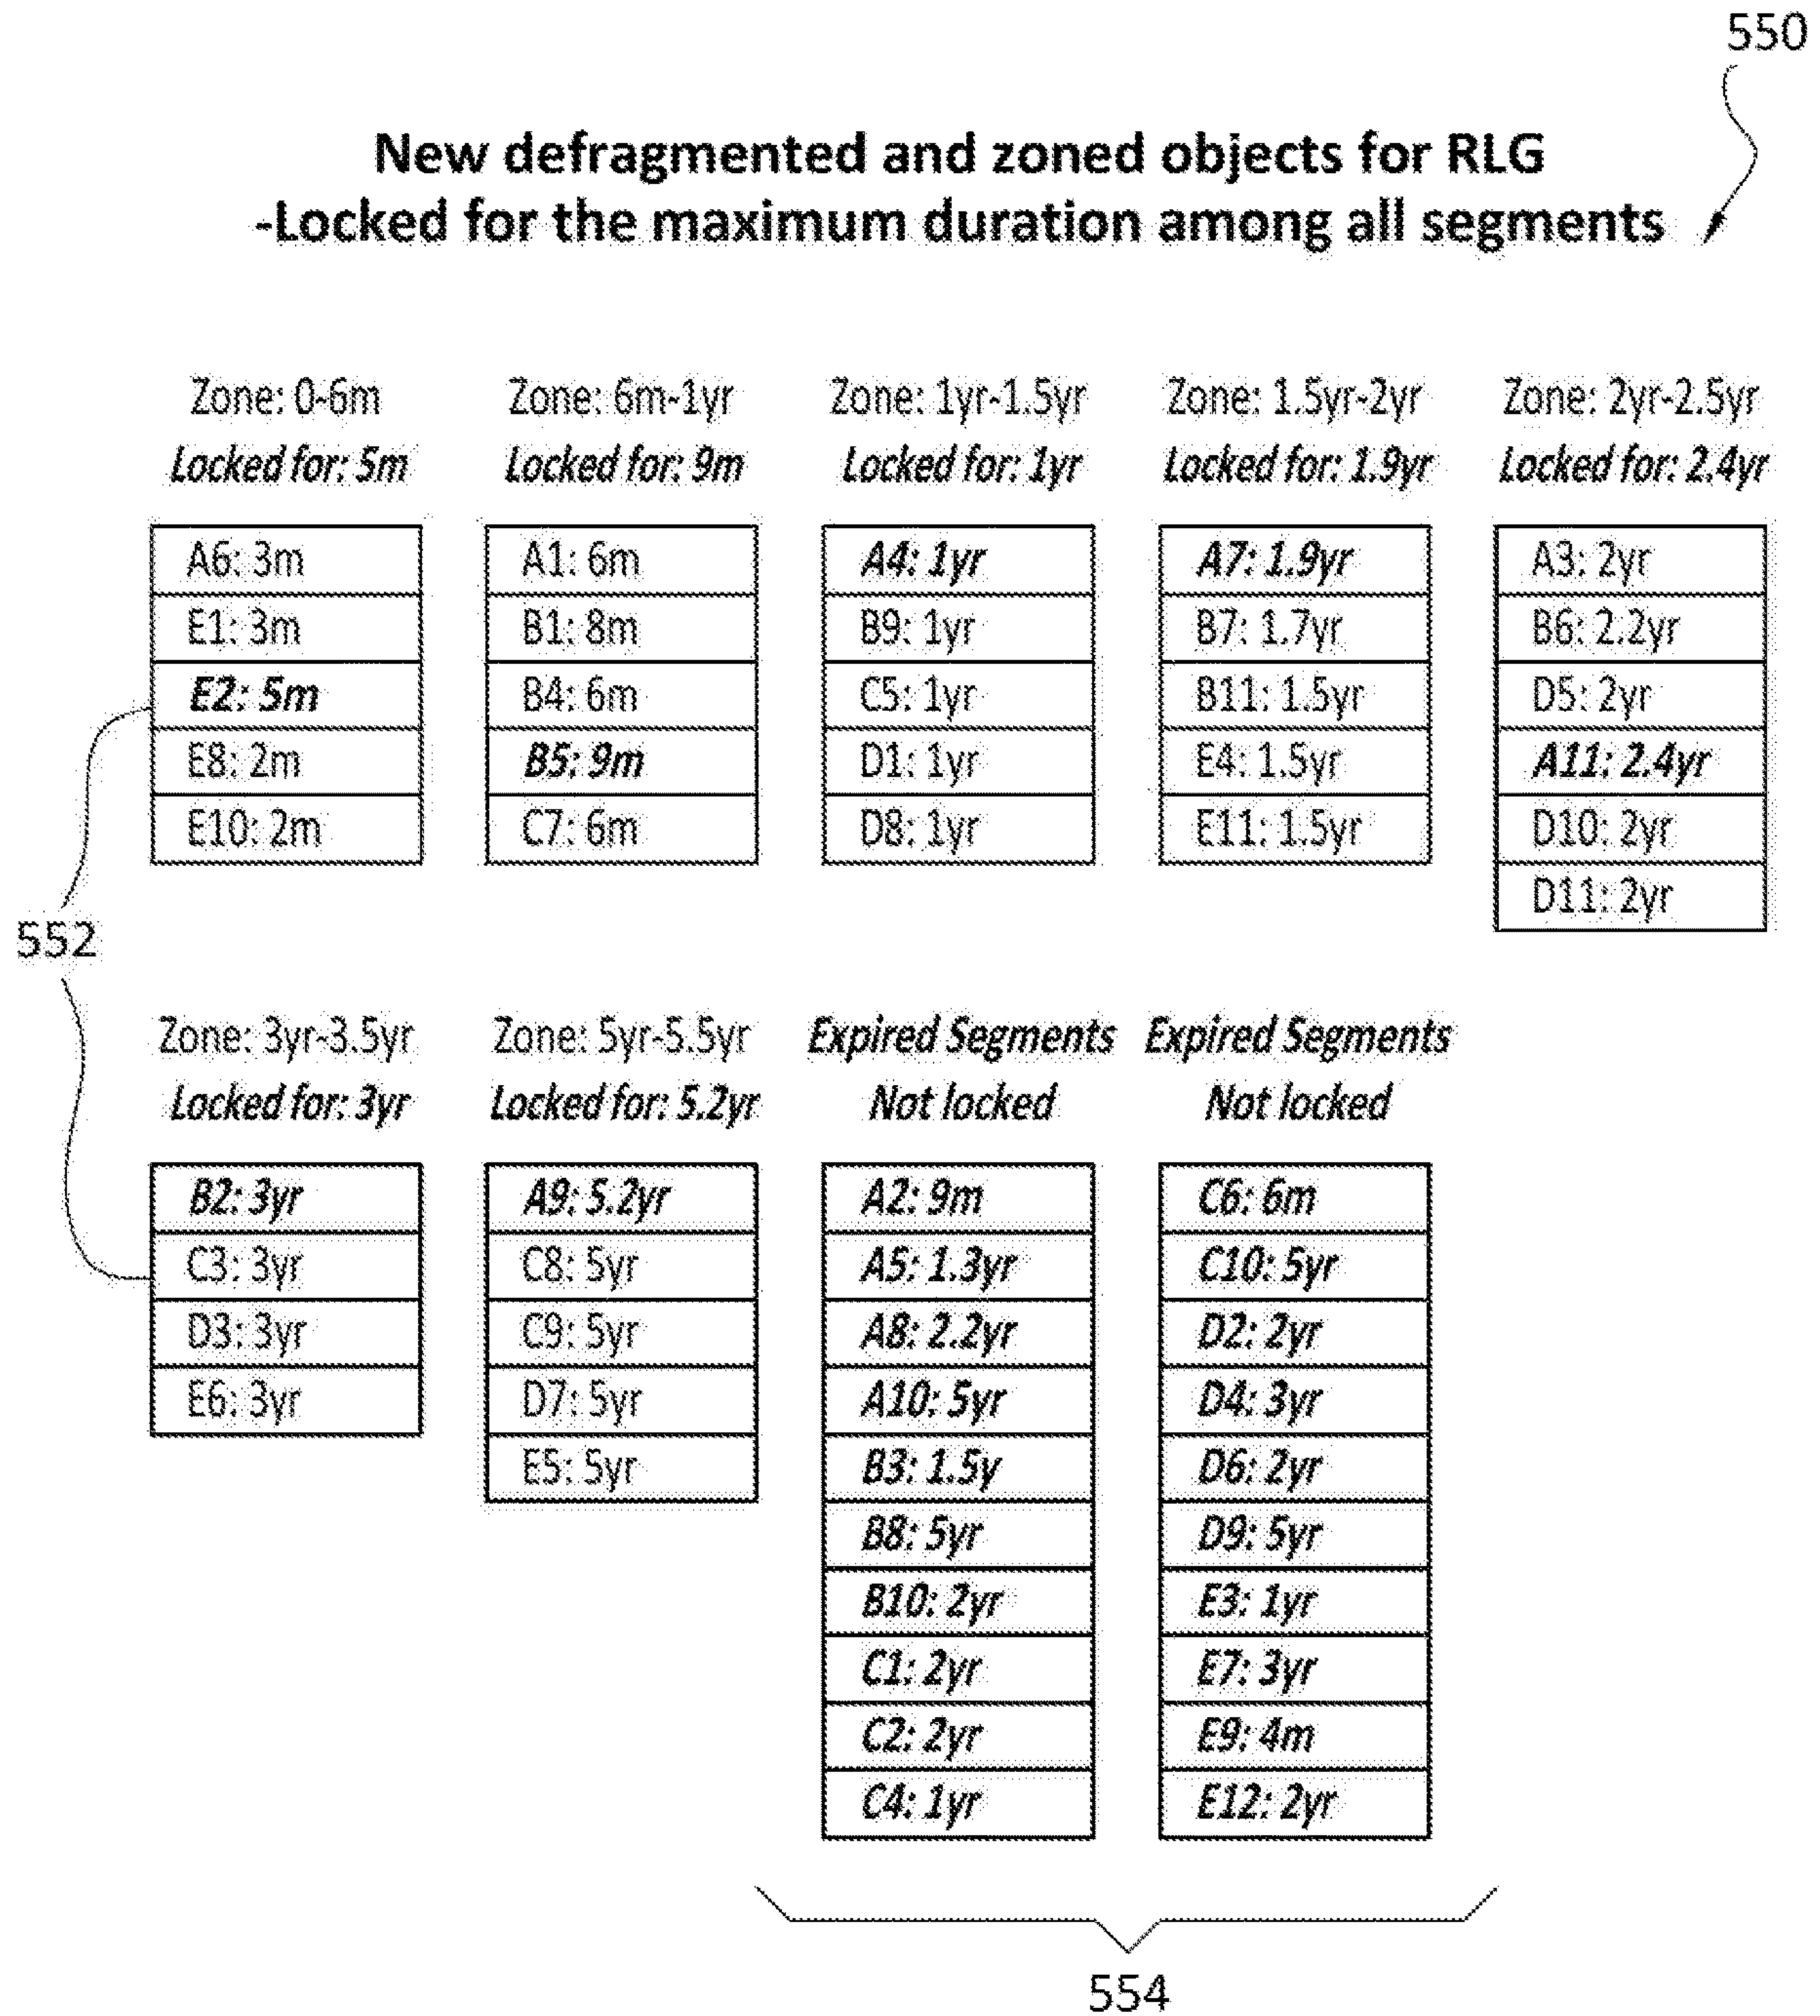 550
New defragmented and zoned objects for RLG
-Locked for the maximum duration among all segments
Zone: 0-6m
Locked for: 5m
A6: 3m
E1: 3m
E2: 5m
E8: 2m
E10: 2m
Zone: 6m-1yr
Locked for: 9m
A1: 6m
B1: 8m
B4: 6m
B5: 9m
C7: 6m
Zone: 1yr-1.5yr
Locked for: 1yr
A4: 1yr
B9: 1yr
C5: 1yr
D1: 1yr
D8: 1yr
Zone: 1.5yr-2yr
Locked for: 1.9yr
A7: 1.9yr
B7: 1.7yr
B11: 1.5yr
E4: 1.5yr
E11: 1.5yr
Zone: 2yr-2.5yr
Locked for: 2.4yr
A3: 2yr
B6: 2.2yr
D5: 2yr
A11: 2.4yr
D10: 2yr
D11: 2yr
552
Zone: 3yr-3.5yr
Locked for: 3yr
B2: 3yr
C3: 3yr
D3: 3yr
E6: 3yr
Zone: 5yr-5.5yr
Locked for: 5.2yr
A9: 5.2yr
C8: 5yr
C9: 5yr
D7: 5yr
E5: 5yr
Expired Segments
Not locked
A2: 9m
A5: 1.3yr
A8: 2.2yr
A10: 5yr
B3: 1.5y
B8: 5yr
B10: 2yr
C1: 2yr
C2: 2yr
C4: 1yr
Expired Segments
Not locked
C6: 6m
C10: 5yr
D2: 2yr
D4: 3yr
D6: 2yr
D9: 5yr
E3: 1yr
E7: 3yr
E9: 4m
E12: 2yr
554